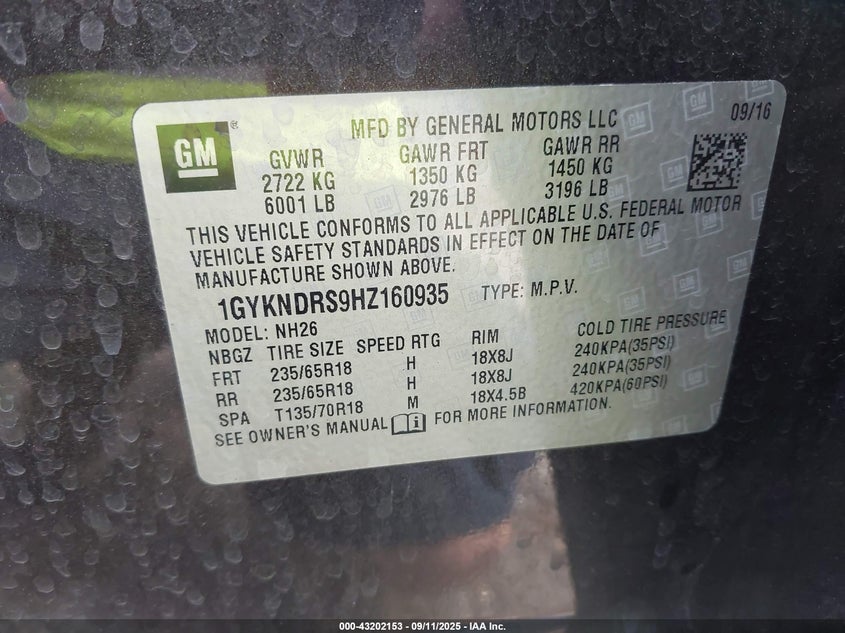 GM
®
MFD BY GENERAL MOTORS LLC
09/16
GVWR GAWR FRT GAWR RR
2722 KG 1350 KG 1450 KG
6001 LB 2976 LB 3196 LB
THIS VEHICLE CONFORMS TO ALL APPLICABLE U.S. FEDERAL MOTOR
VEHICLE SAFETY STANDARDS IN EFFECT ON THE DATE OF
MANUFACTURE SHOWN ABOVE.
1GYKNDRS9HZ160935 TYPE: M.P.V.
MODEL: NH26
NBGZ TIRE SIZE SPEED RTG RIM COLD TIRE PRESSURE
FRT 235/65R18 H 18X8J 240KPA(35PSI)
RR 235/65R18 H 18X8J 240KPA(35PSI)
SPA T135/70R18 M 18X4.5B 420KPA(60PSI)
SEE OWNER'S MANUAL i FOR MORE INFORMATION.
000-43202153 - 09/11/2025 - IAA Inc.